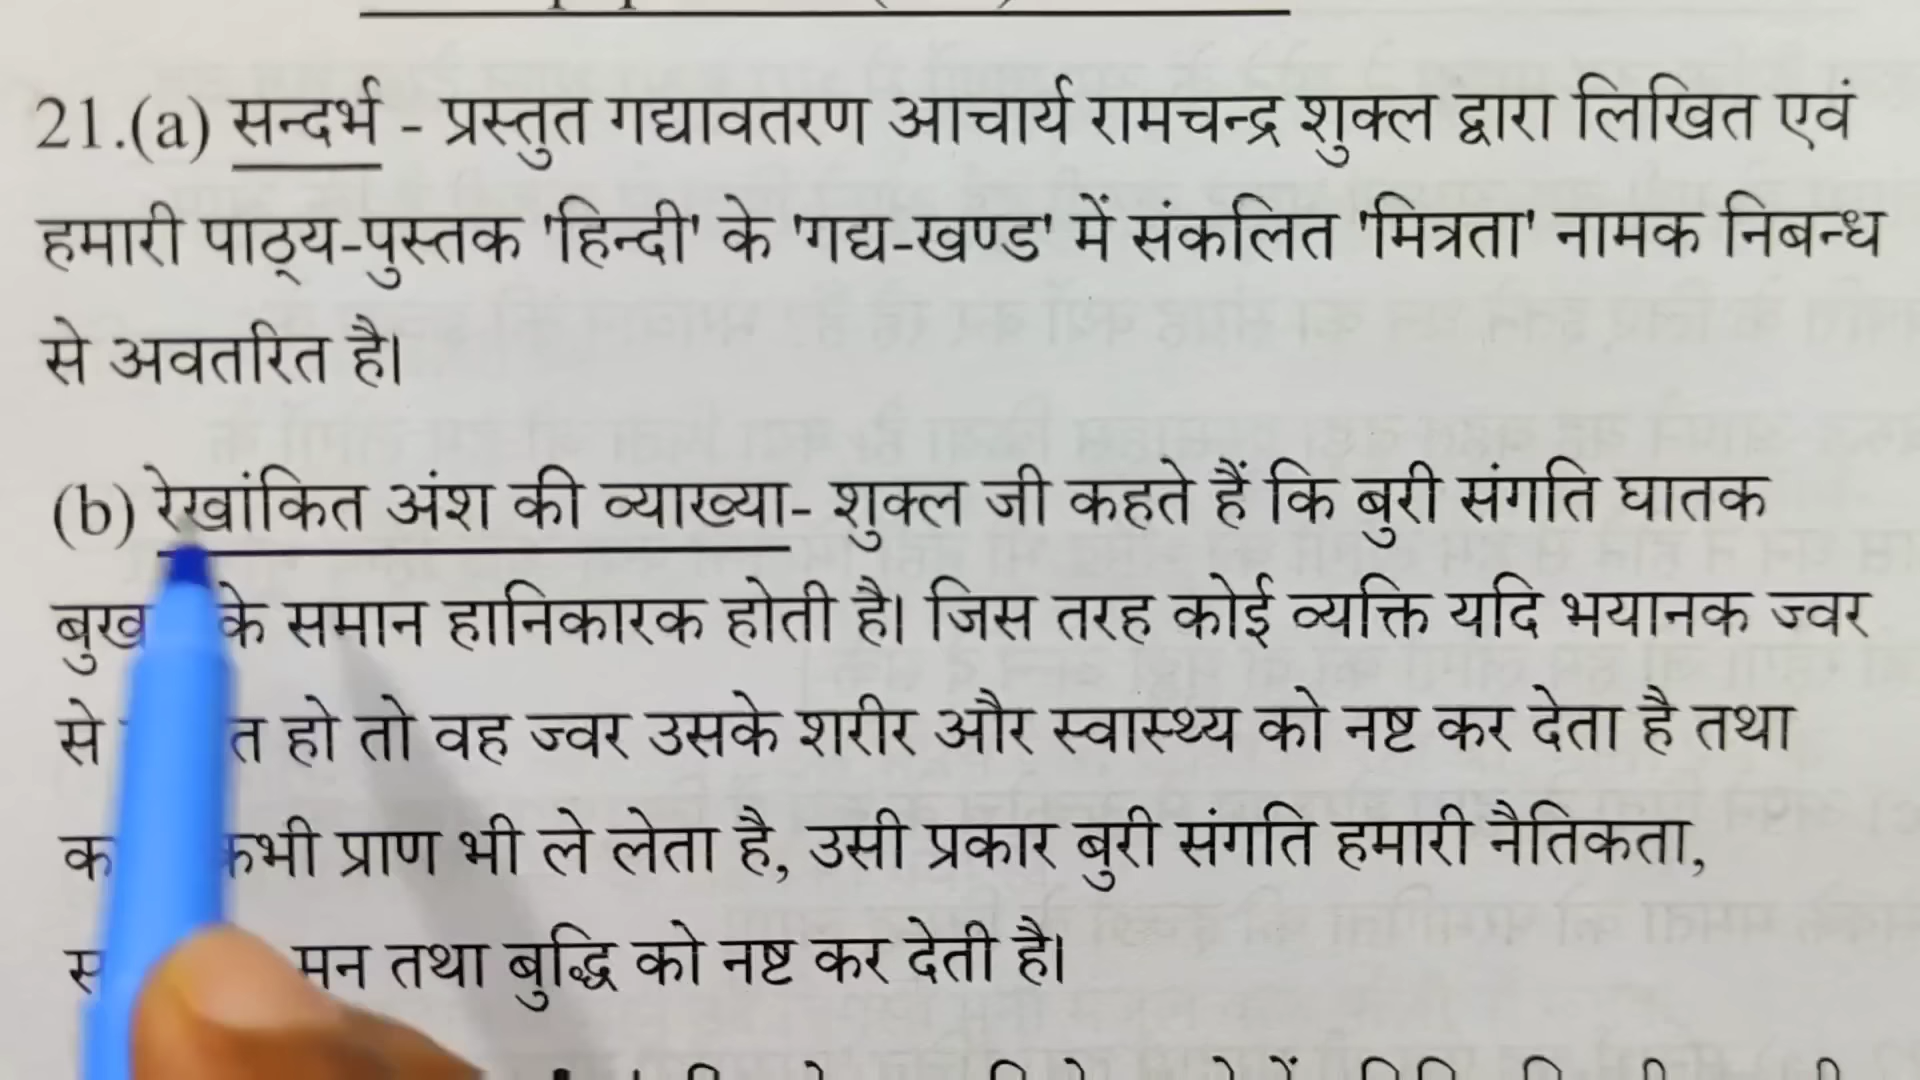 21.(a) सन्दर्भ - प्रस्तुत गद्यावतरण आचार्य रामचन्द्र शुक्ल द्वारा लिखित एवं
हमारी पाठ्य-पुस्तक 'हिन्दी' के 'गद्य-खण्ड' में संकलित 'मित्रता' नामक निबन्ध
से अवतरित है।
(b) रेखांकित अंश की व्याख्या- शुक्ल जी कहते हैं कि बुरी संगति घातक
के समान हानिकारक होती है। जिस तरह कोई व्यक्ति यदि भयानक ज्वर
से हो तो वह ज्वर उसके शरीर और स्वास्थ्य को नष्ट कर देता है तथा
कभी प्राण भी ले लेता है, उसी प्रकार बुरी संगति हमारी नैतिकता,
मन तथा बुद्धि को नष्ट कर देती है।